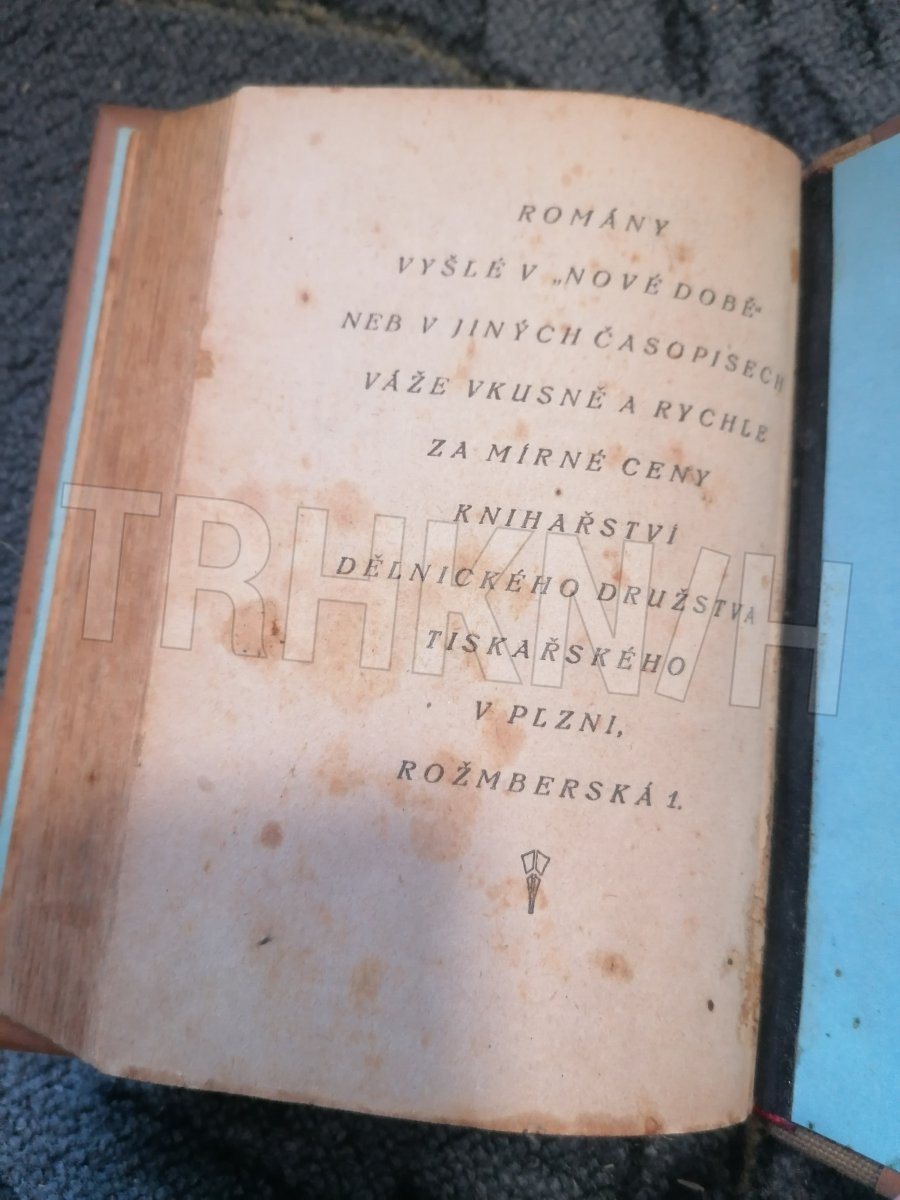 ROMÁNY
VYŠLÉ V „NOVÉ DOBĚ“
NEB V JINÝCH ČASOPISECH
VÁŽE VKUSNĚ A RYCHLE
ZA MÍRNÉ CENY
KNIHAŘSTVÍ
DĚLNICKÉHO DRUŽSTVA
TISKAŘSKÉHO
V PLZNI,
ROŽMBERSKÁ 1.
TRHKNIH